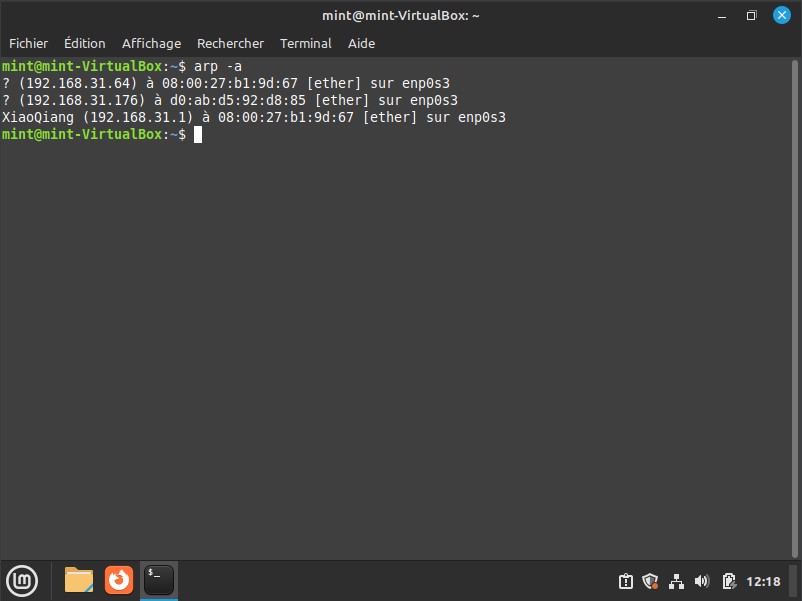 mint@mint-VirtualBox: ~
Fichier Édition Affichage Rechercher Terminal Aide
mint@mint-VirtualBox:~$ arp -a
? (192.168.31.64) à 08:00:27:b1:9d:67 [ether] sur enp0s3
? (192.168.31.176) à d0:ab:d5:92:d8:85 [ether] sur enp0s3
XiaoQiang (192.168.31.1) à 08:00:27:b1:9d:67 [ether] sur enp0s3
mint@mint-VirtualBox:~$
$_
12:18